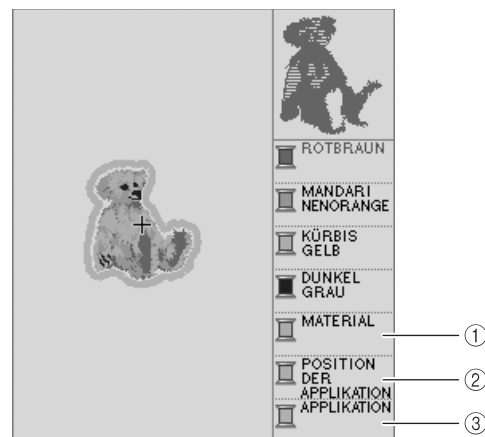 ROTBRAUN
MANDARI
NENORANGE
KÜRBIS
GELB
DUNKEL
GRAU
MATERIAL
①
POSITION
DER
APPLIKATION
②
APPLIKATION
③